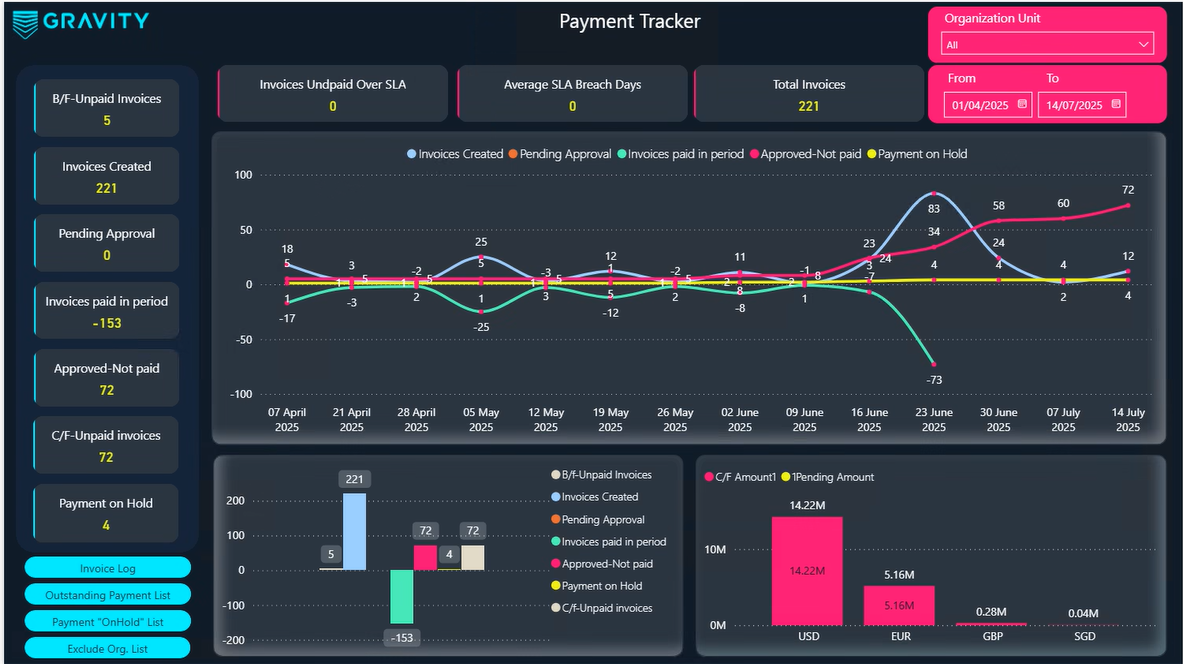 GRAVITY
Payment Tracker
Organization Unit
All
From To
01/04/2025 14/07/2025
B/F-Unpaid Invoices
5
Invoices Created
221
Pending Approval
0
Invoices paid in period
-153
Approved-Not paid
72
C/F-Unpaid invoices
72
Payment on Hold
4
Invoice Log
Outstanding Payment List
Payment "OnHold" List
Exclude Org. List
Invoices Undpaid Over SLA
0
Average SLA Breach Days
0
Total Invoices
221
Invoices Created Pending Approval Invoices paid in period Approved-Not paid Payment on Hold
100
50
0
-50
-100
18 3 -2 25 -3 12 -2 11 -1 23 83 24 4 12
5 5 5 5 5 1 5 8 24 34 58 60 72
1 1 1 1 1 5 1 2 2 3 4 4 4
-17 -3 2 -25 3 -12 2 8 1 -7 -73 2
-8
07 April 21 April 28 April 05 May 12 May 19 May 26 May 02 June 09 June 16 June 23 June 30 June 07 July 14 July
2025 2025 2025 2025 2025 2025 2025 2025 2025 2025 2025 2025 2025 2025
200
100
0
-100
-200
5
221
-153
72
4
72
B/F-Unpaid Invoices
Invoices Created
Pending Approval
Invoices paid in period
Approved-Not paid
Payment on Hold
C/f-Unpaid invoices
C/F Amount1 1Pending Amount
10M
0M
14.22M
14.22M
5.16M
5.16M
0.28M
0.04M
USD EUR GBP SGD